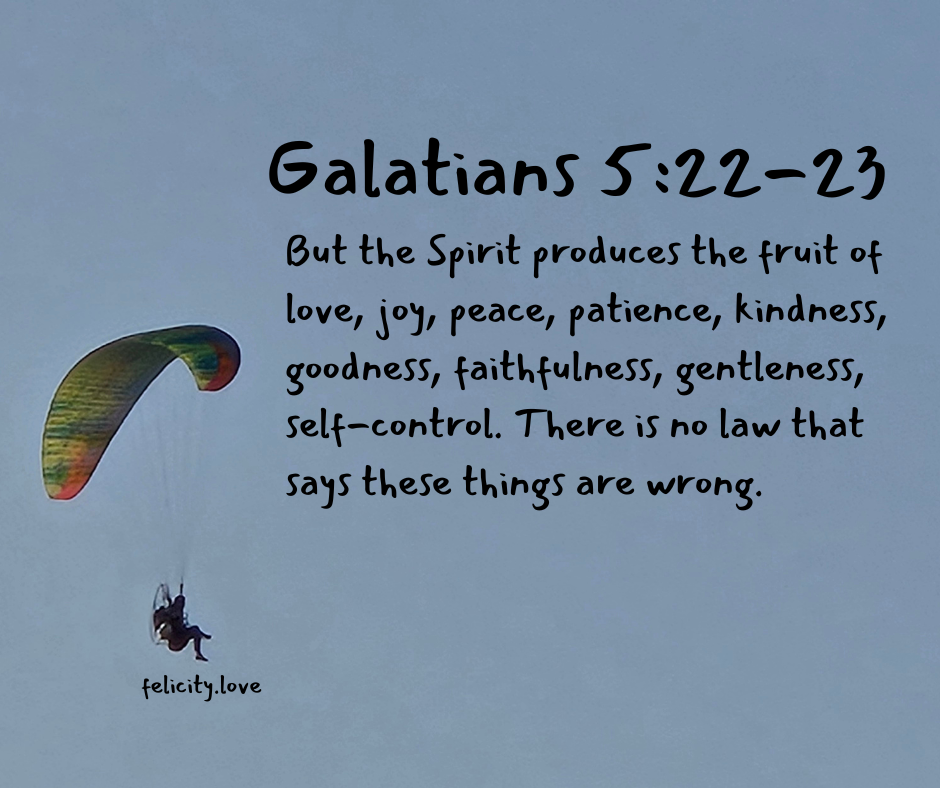 Galatians 5:22-23
But the Spirit produces the fruit of
love, joy, peace, patience, kindness,
goodness, faithfulness, gentleness,
self-control. There is no law that
says these things are wrong.
felicity.love